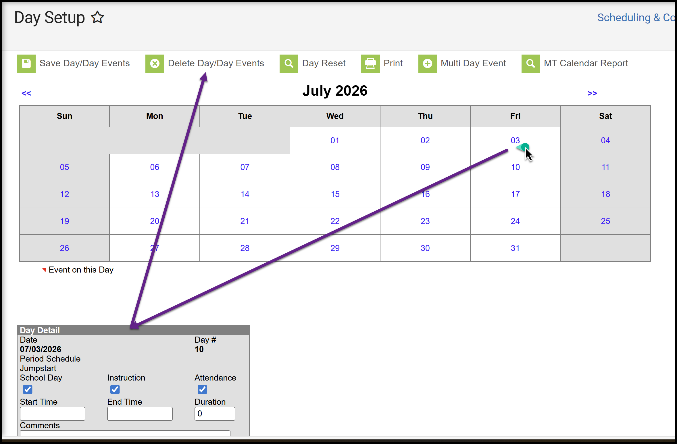 Day Setup
Scheduling & Co
Save Day/Day Events Delete Day/Day Events Day Reset Print Multi Day Event MT Calendar Report
<< July 2026 >>
Sun Mon Tue Wed Thu Fri Sat
01 02 03 04
05 06 07 08 09 10 11
12 13 14 15 16 17 18
19 20 21 22 23 24 25
26 27 28 29 30 31
Event on this Day
Day Detail
Date Day #
07/03/2026 10
Period Schedule
Jumpstart
School Day Instruction Attendance
Start Time End Time Duration
0
Comments